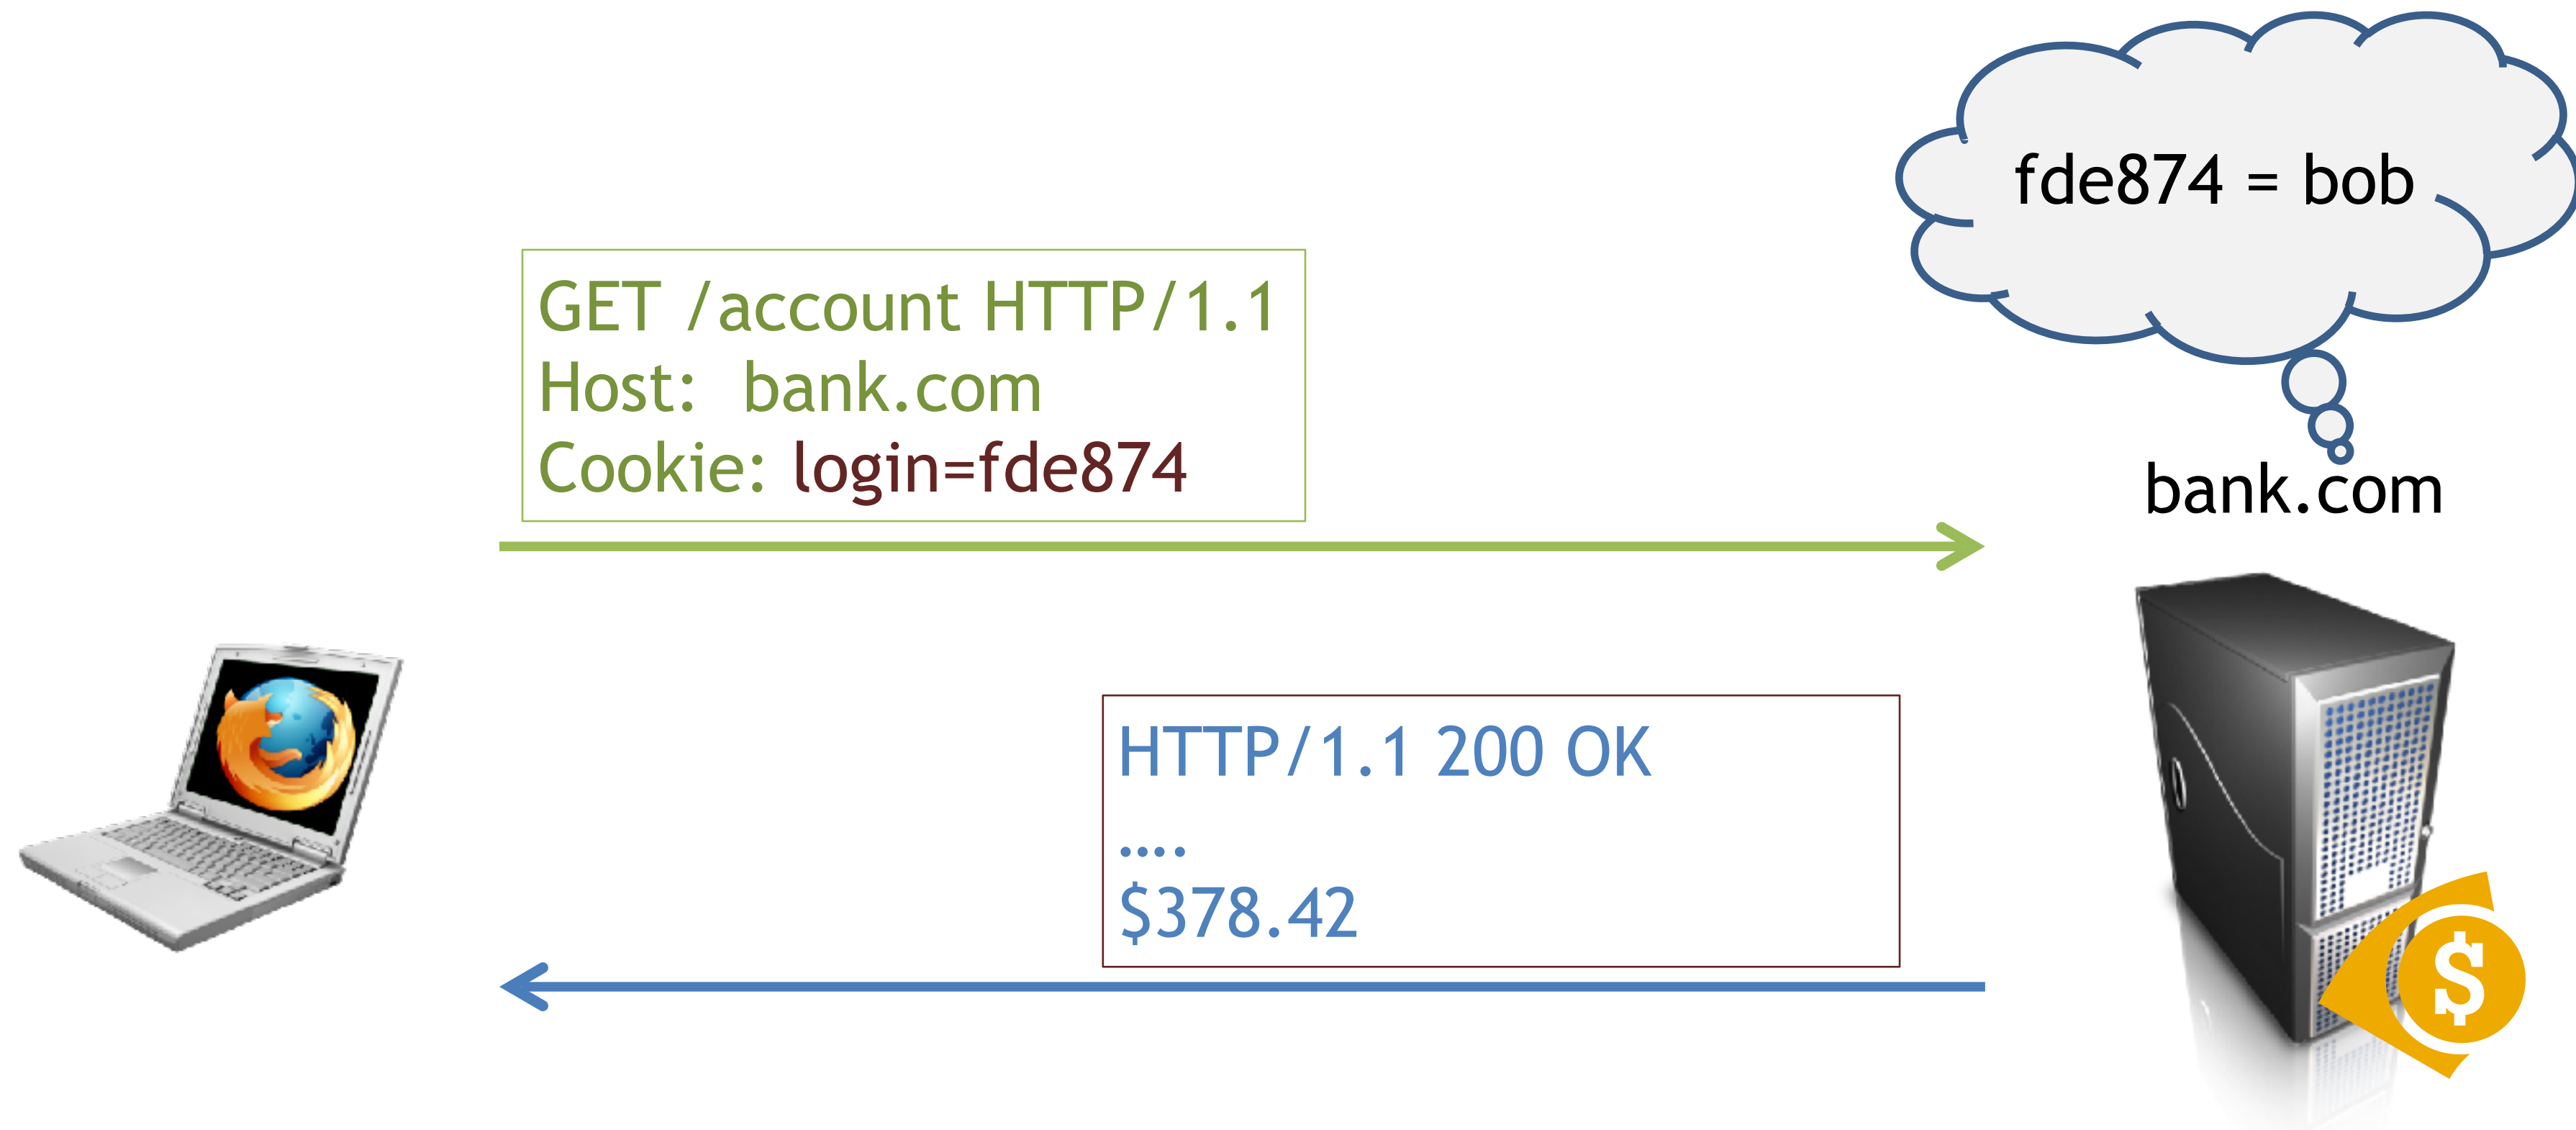 fde874 = bob
GET /account HTTP/1.1
Host: bank.com
Cookie: login=fde874
bank.com
HTTP/1.1 200 OK
....
$378.42
$